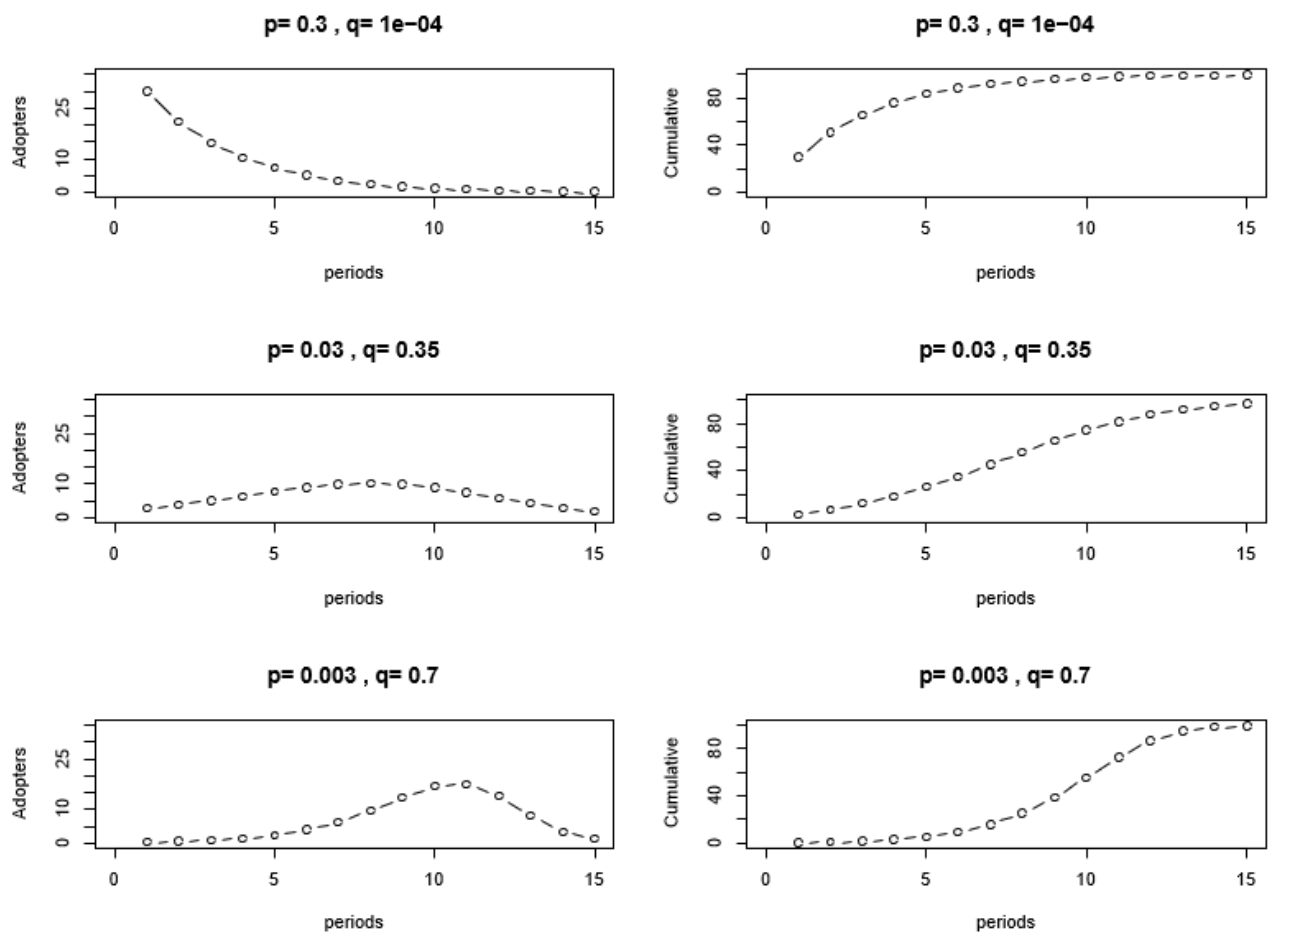 p= 0.3 , q= 1e−04
Adopters
0 10 25
0 5 10 15
periods
p= 0.3 , q= 1e−04
Cumulative
0 40 80
0 5 10 15
periods
p= 0.03 , q= 0.35
Adopters
0 10 25
0 5 10 15
periods
p= 0.03 , q= 0.35
Cumulative
0 40 80
0 5 10 15
periods
p= 0.003 , q= 0.7
Adopters
0 10 25
0 5 10 15
periods
p= 0.003 , q= 0.7
Cumulative
0 40 80
0 5 10 15
periods